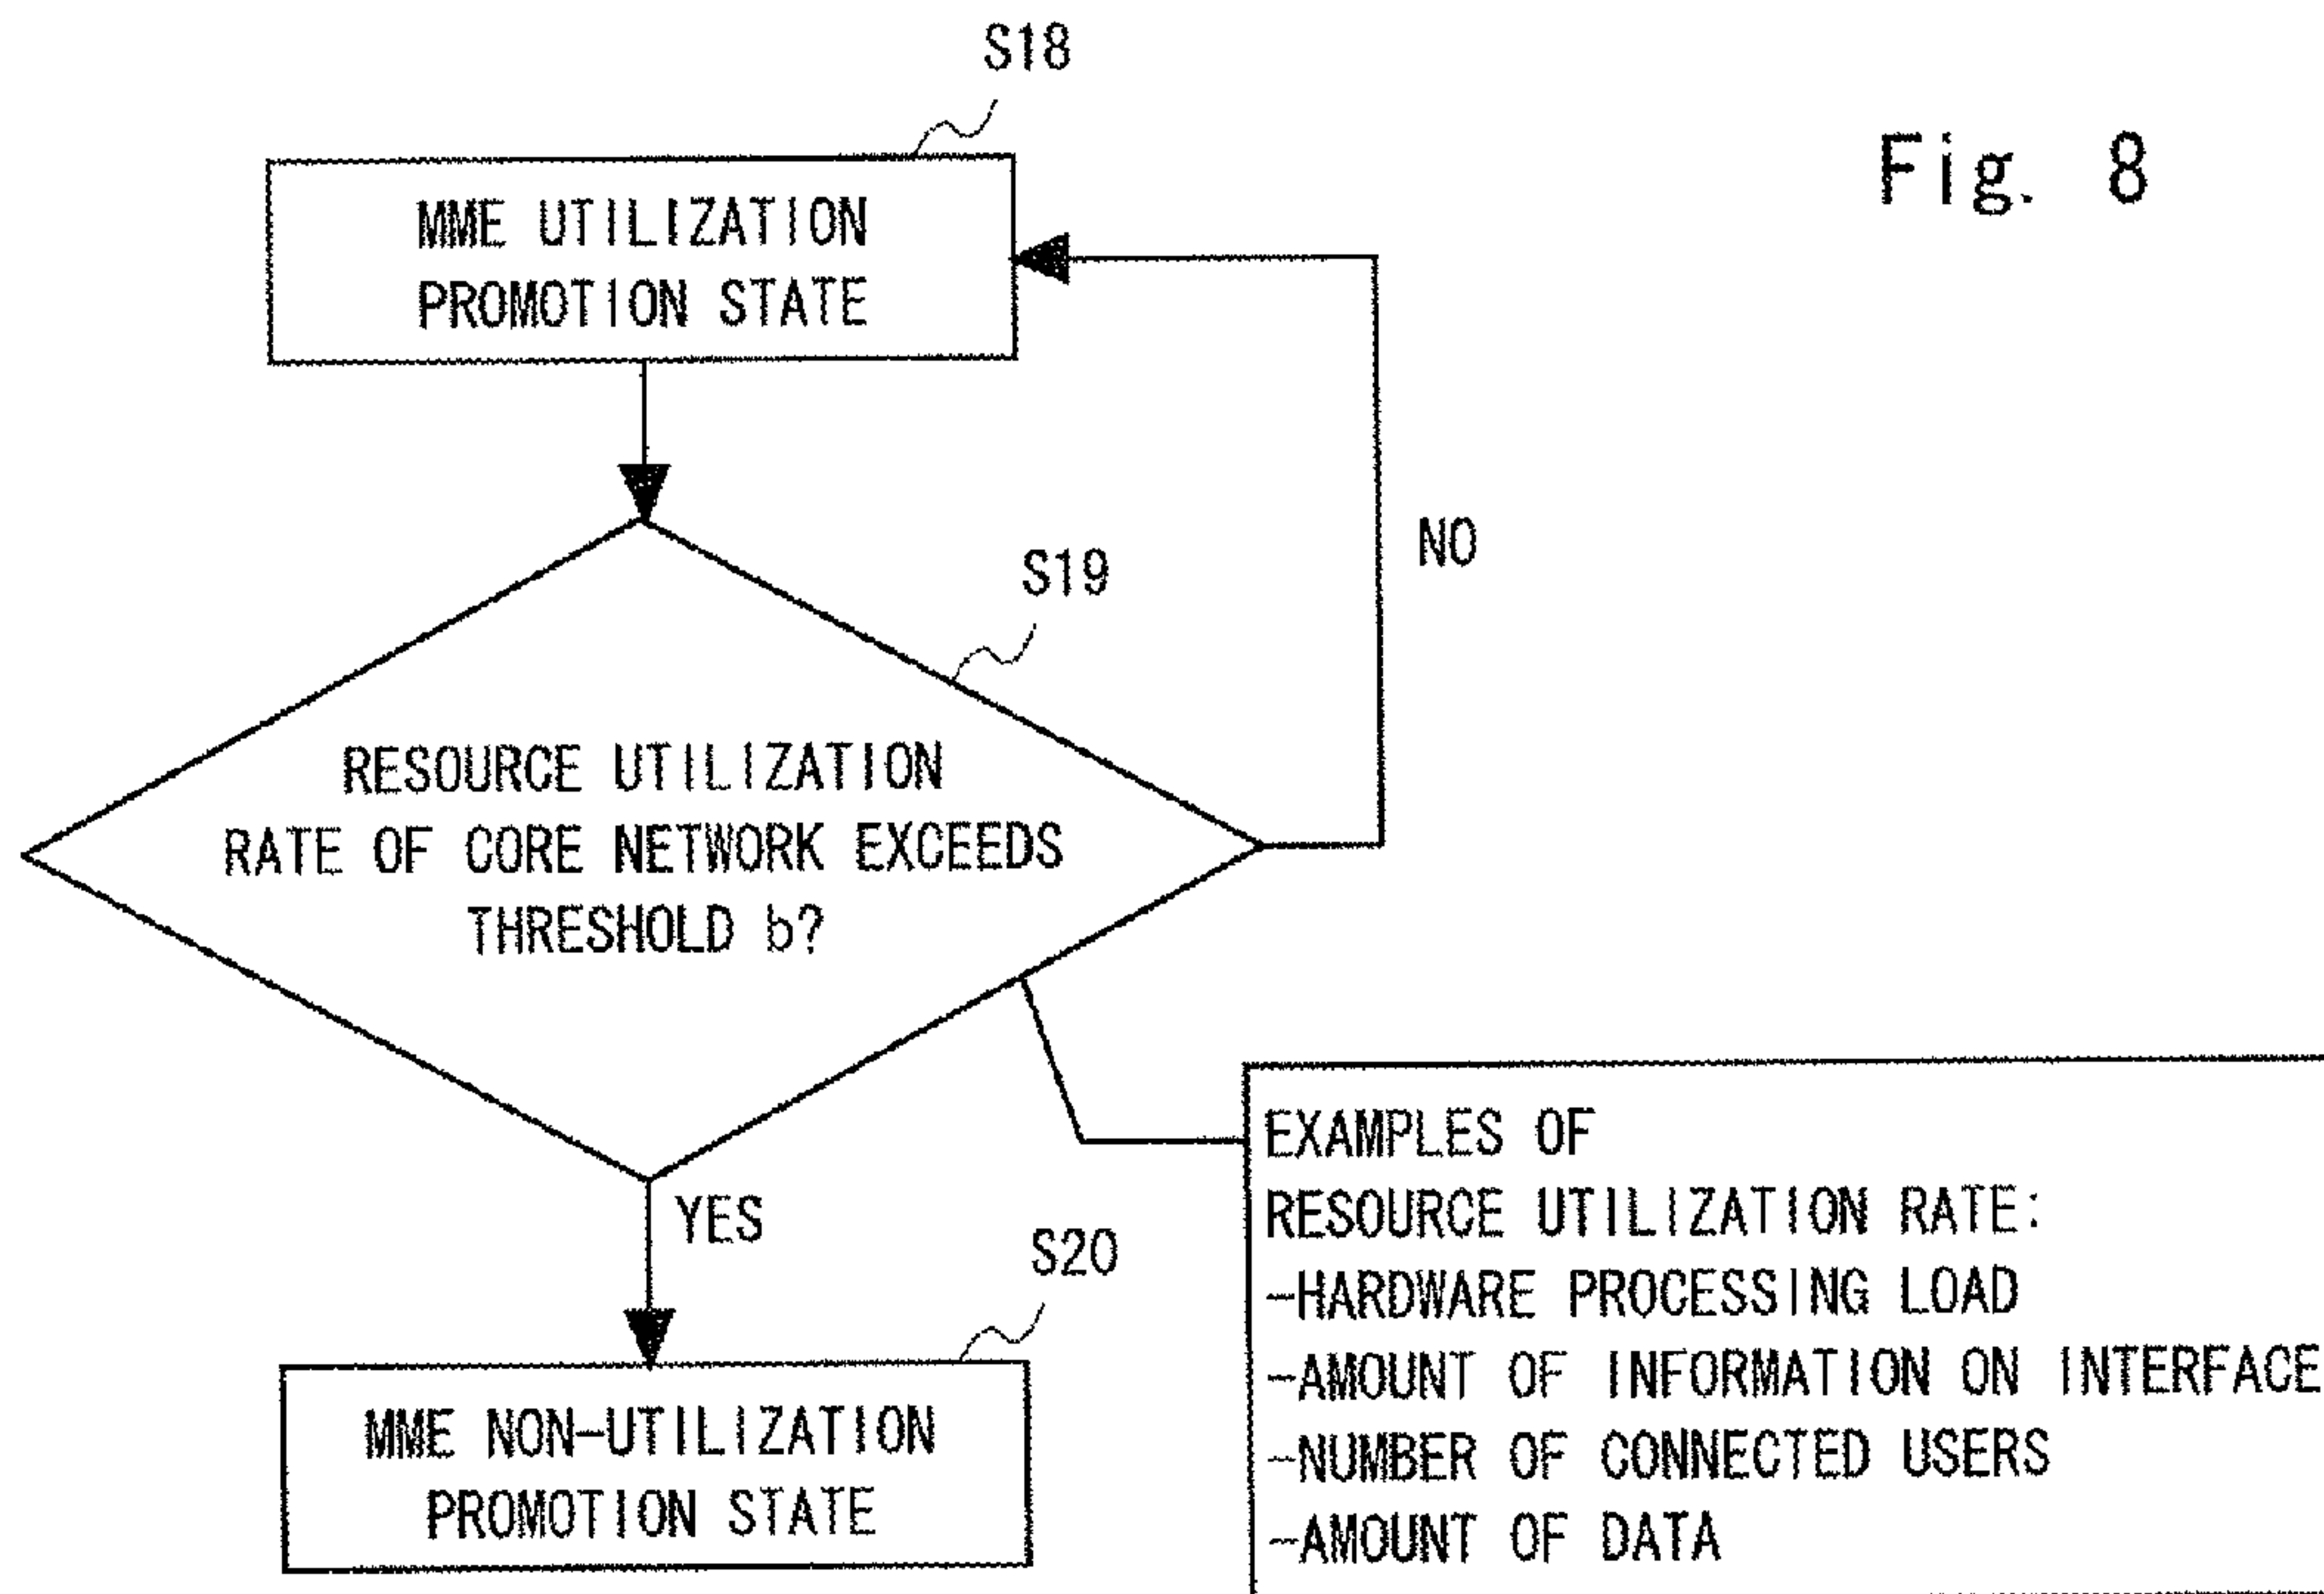 Fig. 8
S18
MME UTILIZATION
PROMOTION STATE
NO
S19
RESOURCE UTILIZATION
RATE OF CORE NETWORK EXCEEDS
THRESHOLD b?
YES
S20
MME NON-UTILIZATION
PROMOTION STATE
EXAMPLES OF
RESOURCE UTILIZATION RATE:
-HARDWARE PROCESSING LOAD
-AMOUNT OF INFORMATION ON INTERFACE
-NUMBER OF CONNECTED USERS
-AMOUNT OF DATA